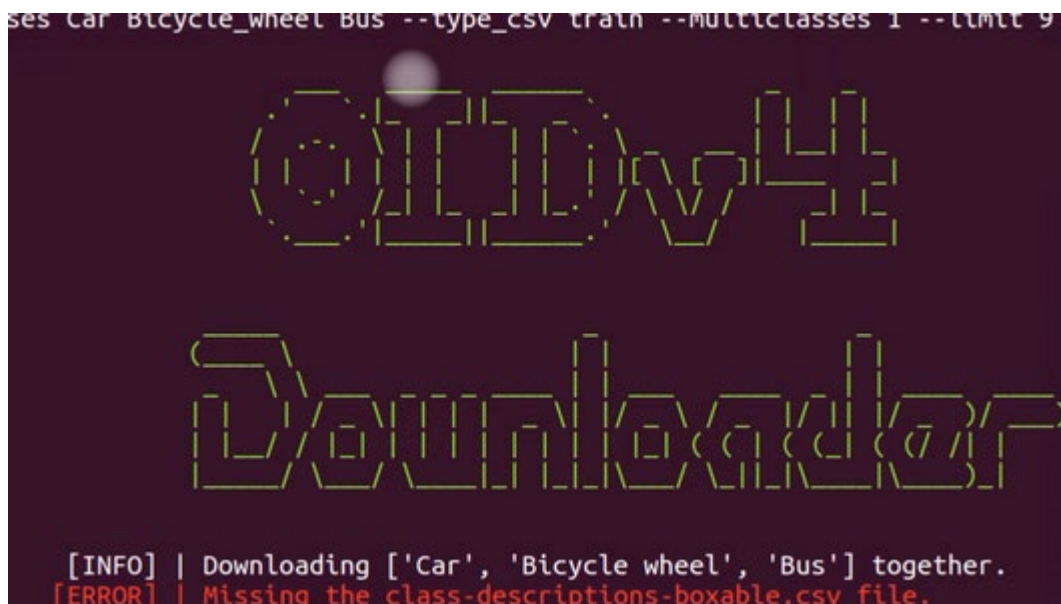 ses Car Bicycle_wheel Bus --type_csv train --Multiclasses 1 --limit 9
OIDv4
Downloader
[INFO] | Downloading ['Car', 'Bicycle wheel', 'Bus'] together.
[ERROR] | Missing the class-descriptions-boxable.csv file.